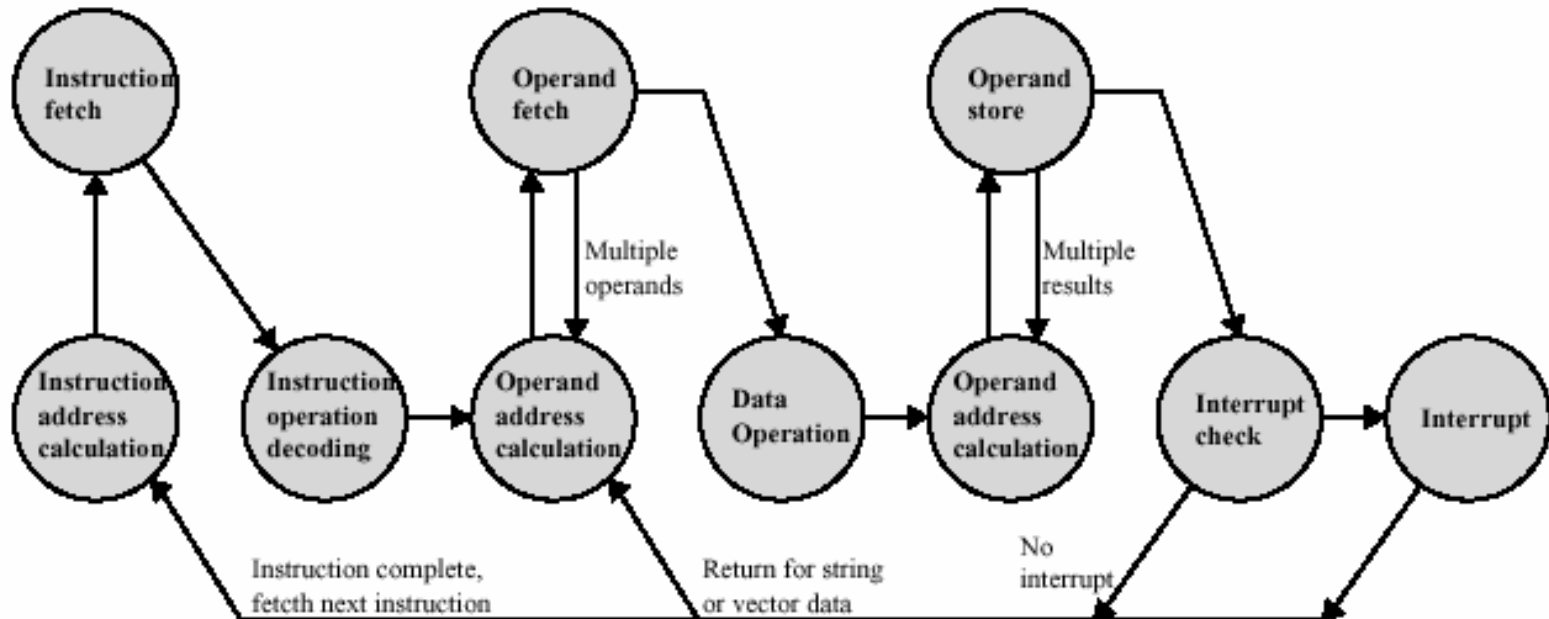 Instruction
fetch
Operand
fetch
Operand
store
Multiple
operands
Multiple
results
Instruction
address
calculation
Instruction
operation
decoding
Operand
address
calculation
Data
Operation
Operand
address
calculation
Interrupt
check
Interrupt
Instruction complete,
fetcth next instruction
Return for string
or vector data
No
interrupt